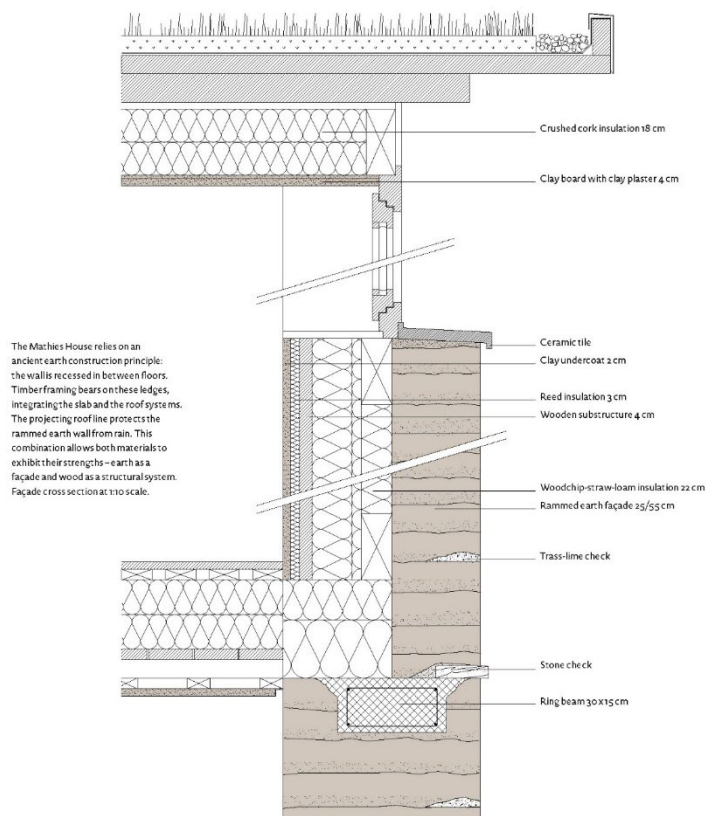 Crushed cork insulation 18 cm
Clay board with clay plaster 4 cm
The Mathies House relies on an
ancient earth construction principle:
the wall is recessed in between floors.
Timber framing bears on these ledges,
integrating the slab and the roof systems.
The projecting roof line protects the
rammed earth wall from rain. This
combination allows both materials to
exhibit their strengths – earth as a
façade and wood as a structural system.
Façade cross section at 1:10 scale.
Ceramic tile
Clay undercoat 2 cm
Reed insulation 3 cm
Wooden substructure 4 cm
Woodchip-straw-loam insulation 22 cm
Rammed earth façade 25/55 cm
Trass-lime check
Stone check
Ring beam 30 x 15 cm